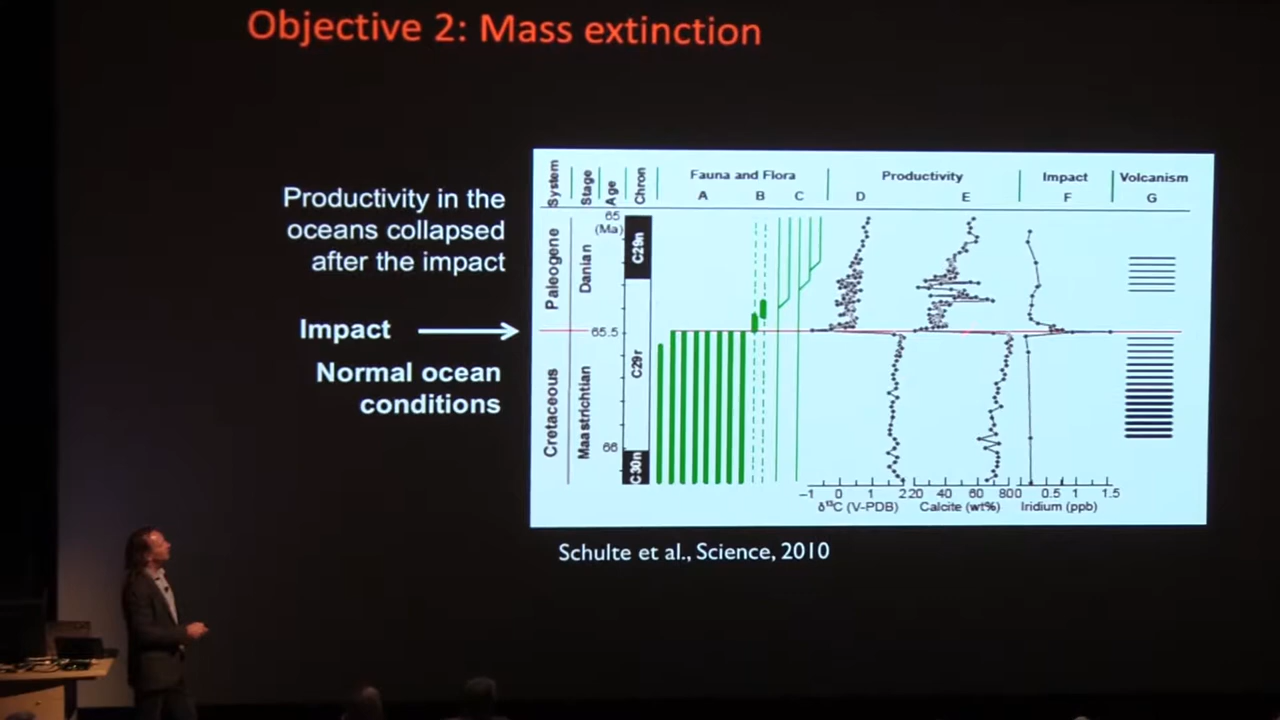 Objective 2: Mass extinction
Productivity in the
oceans collapsed
after the impact
Impact
Normal ocean
conditions
System
Stage
Age
Chron
Fauna and Flora
Productivity
Impact
Volcanism
A
B
C
D
E
F
G
65
(Ma)
65.5
66
Paleogene
Cretaceous
Danian
Maastrichtian
C29n
C29r
C30n
−1 0 1 2 20 40 60 80 0 0.5 1 1.5
δ¹³C (V-PDB) Calcite (wt%) Iridium (ppb)
Schulte et al., Science, 2010